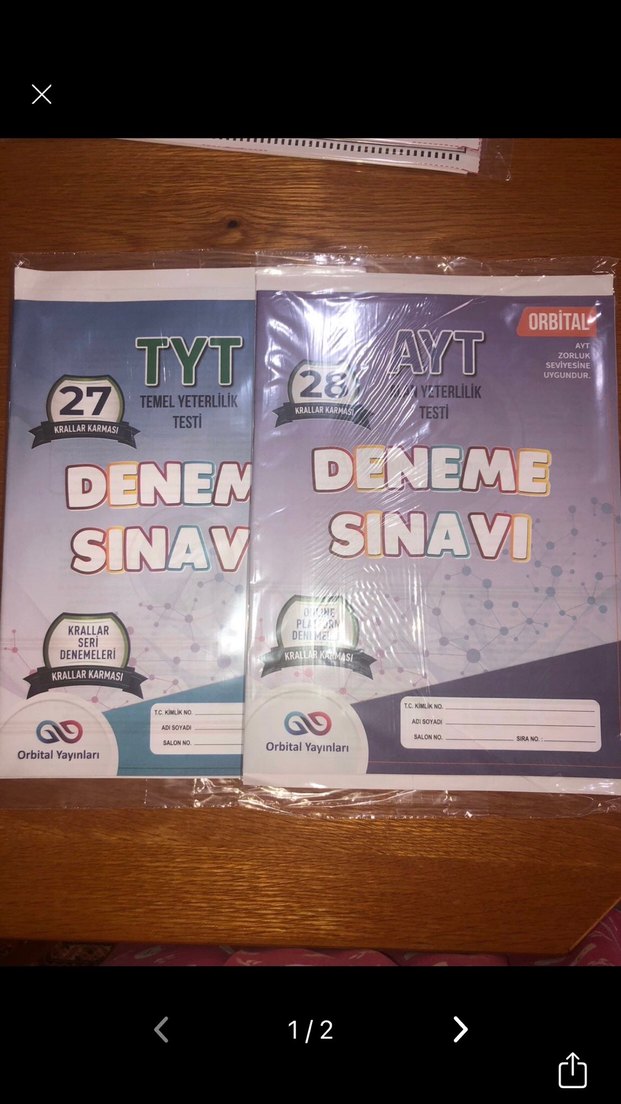 TYT
TEMEL YETERLİLİK
TESTİ
27
KRALLAR KARMASI
DENEM
SINAV
KRALLAR
SERİ
DENEMELERİ
KRALLAR KARMASI
Orbital Yayınları
T.C. KİMLİK NO.
ADI SOYADI
SALON NO.
ORBİTAL
AYT
ZORLUK
SEVİYESİNE
UYGUNDUR.
AYT
YETERLİLİK
TESTİ
28
KRALLAR KARMASI
DENEME
SINAVI
PLATFORM
KRALLAR KARMASI
Orbital Yayınları
T.C. KİMLİK NO.
ADI SOYADI
SALON NO. SIRA NO. :
1 / 2